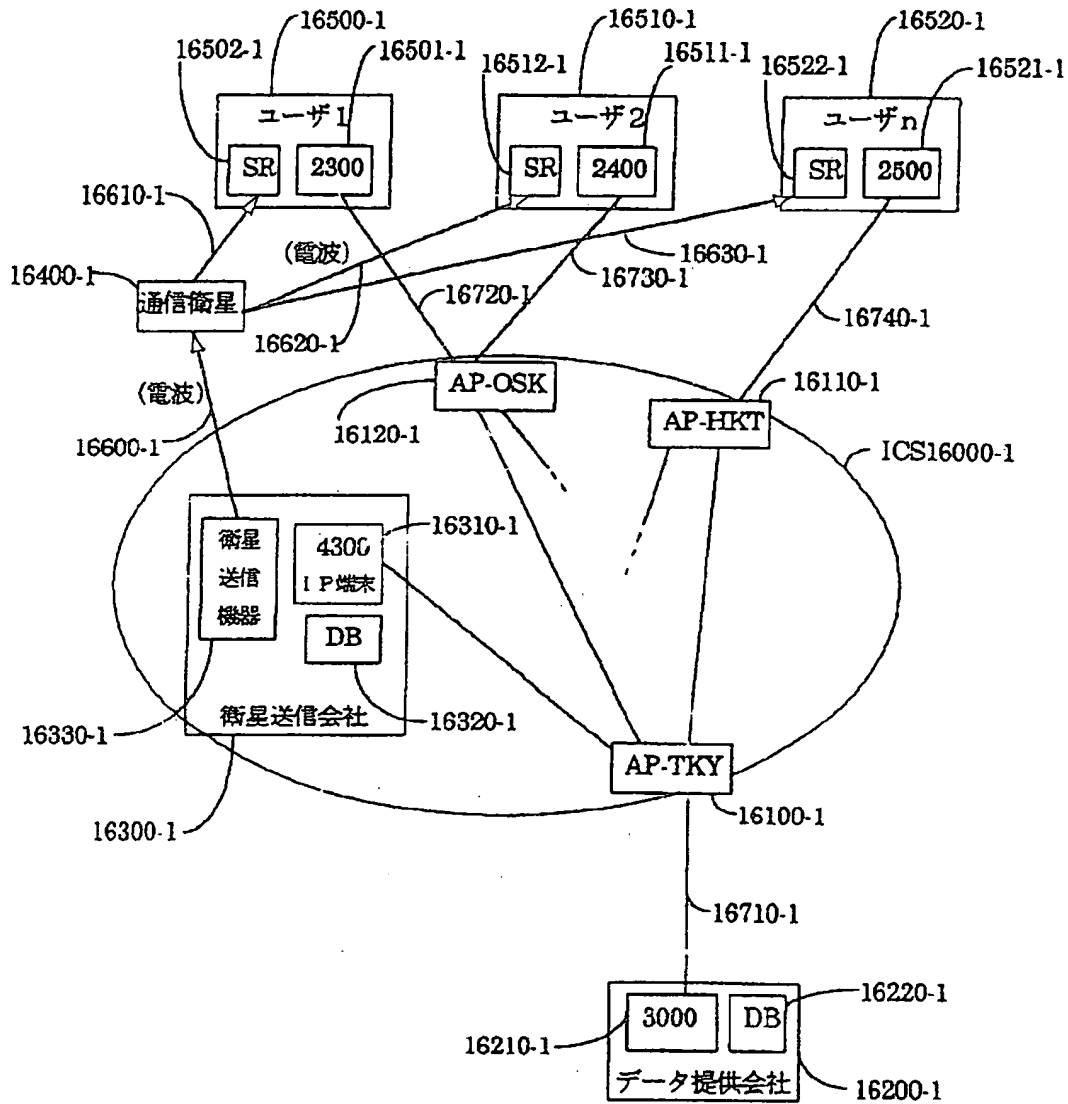 16500-1
16510-1
16520-1
16502-1
16501-1
16512-1
16511-1
16522-1
16521-1
ユーザ1
SR
2300
ユーザ2
SR
2400
ユーザn
SR
2500
16610-1
16400-1
通信衛星
(電波)
16620-1
16720-1
16730-1
16630-1
16740-1
(電波)
16600-1
AP-OSK
16120-1
AP-HKT
16110-1
ICS16000-1
衛星
送信
機器
4300
IP端末
16310-1
DB
16320-1
衛星送信会社
16330-1
16300-1
AP-TKY
16100-1
16710-1
3000
DB
データ提供会社
16220-1
16210-1
16200-1